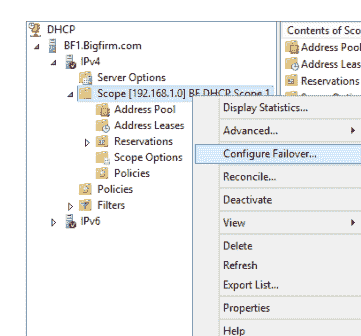 DHCP
BF1.Bigfirm.com
IPv4
Server Options
Scope [192.168.1.0] BF DHCP Scope 1
Address Pool
Address Leases
Reservations
Scope Options
Policies
Policies
Filters
IPv6
Contents of Sco
Address Pool
Address Lease
Reservations
Display Statistics...
Advanced...
Configure Failover...
Reconcile...
Deactivate
View
Delete
Refresh
Export List...
Properties
Help